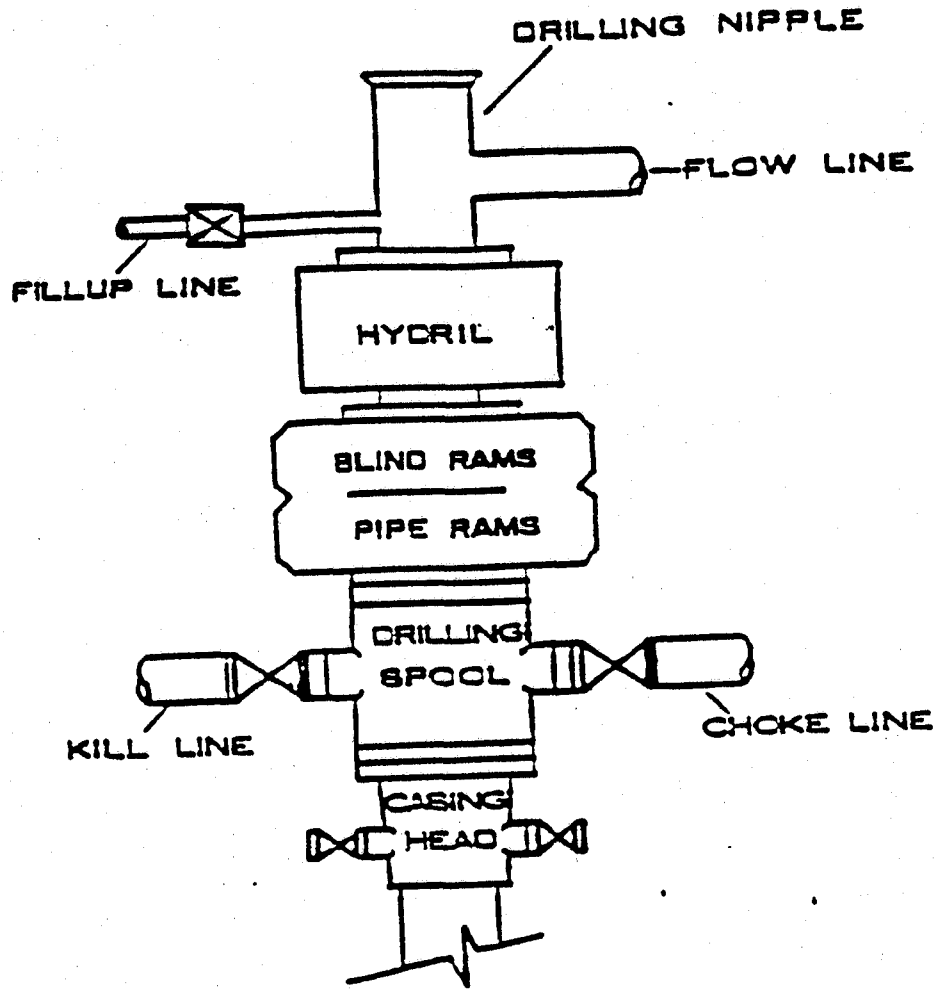 DRILLING NIPPLE
FLOW LINE
FILLUP LINE
HYDRIL
BLIND RAMS
PIPE RAMS
DRILLING
SPOOL
KILL LINE
CHOKE LINE
CASING
HEAD